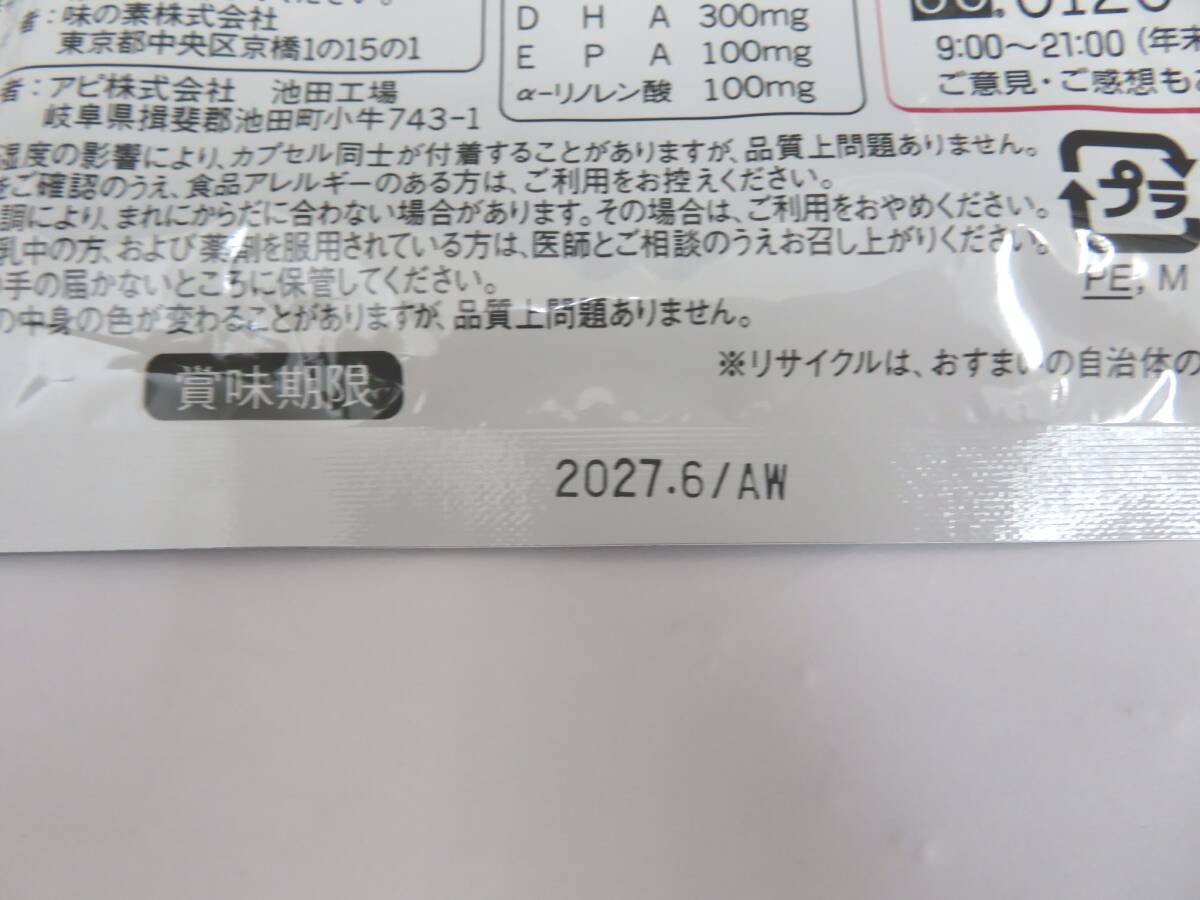 者：味の素株式会社
東京都中央区京橋1の15の1
者：アピ株式会社　池田工場
岐阜県揖斐郡池田町小牛743-1
D H A 300mg
E P A 100mg
α-リノレン酸 100mg
0120
9:00〜21:00（年末
ご意見・ご感想も
湿度の影響により、カプセル同士が付着することがありますが、品質上問題ありません。
をご確認のうえ、食品アレルギーのある方は、ご利用をお控えください。
調により、まれにからだに合わない場合があります。その場合は、ご利用をおやめください。
乳中の方、および薬剤を服用されている方は、医師とご相談のうえお召し上がりください。
手の届かないところに保管してください。
の中身の色が変わることがありますが、品質上問題ありません。
プラ
PE, M
※リサイクルは、おすまいの自治体の
賞味期限
2027.6/AW